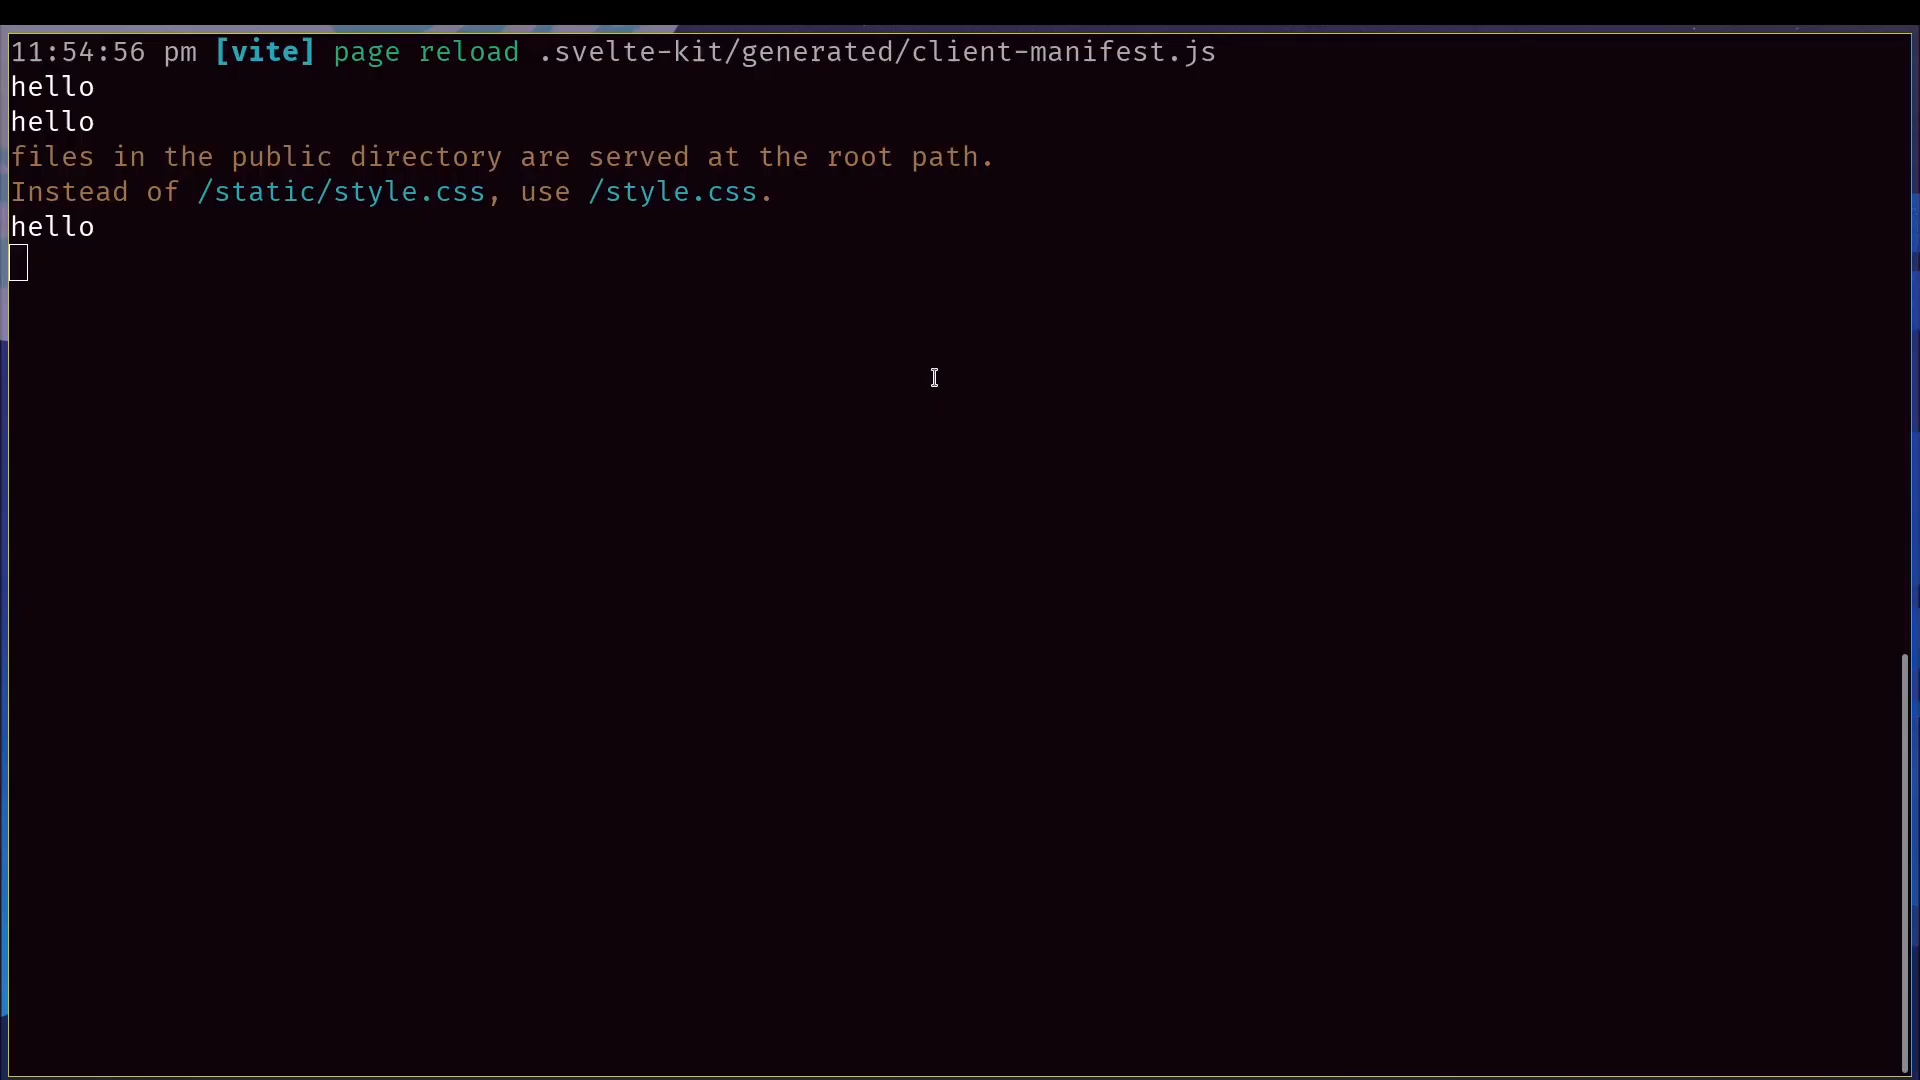 11:54:56 pm [vite] page reload .svelte-kit/generated/client-manifest.js
hello
hello
files in the public directory are served at the root path.
Instead of /static/style.css, use /style.css.
hello